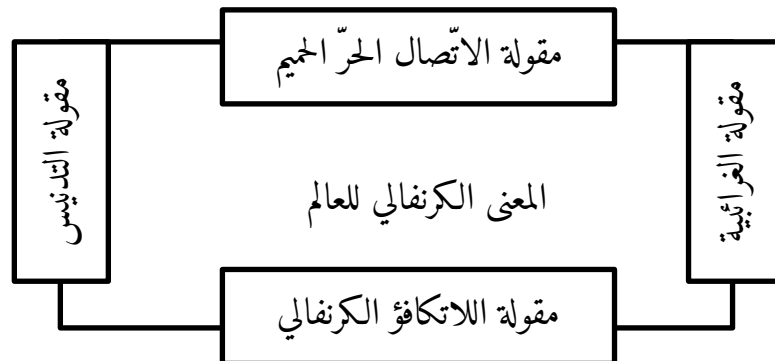 مقولة الاتّصال الحرّ الحميم
مقولة الغرائبية
مقولة التدنيس
المعنى الكرنفالي للعالم
مقولة اللاتكافؤ الكرنفالي